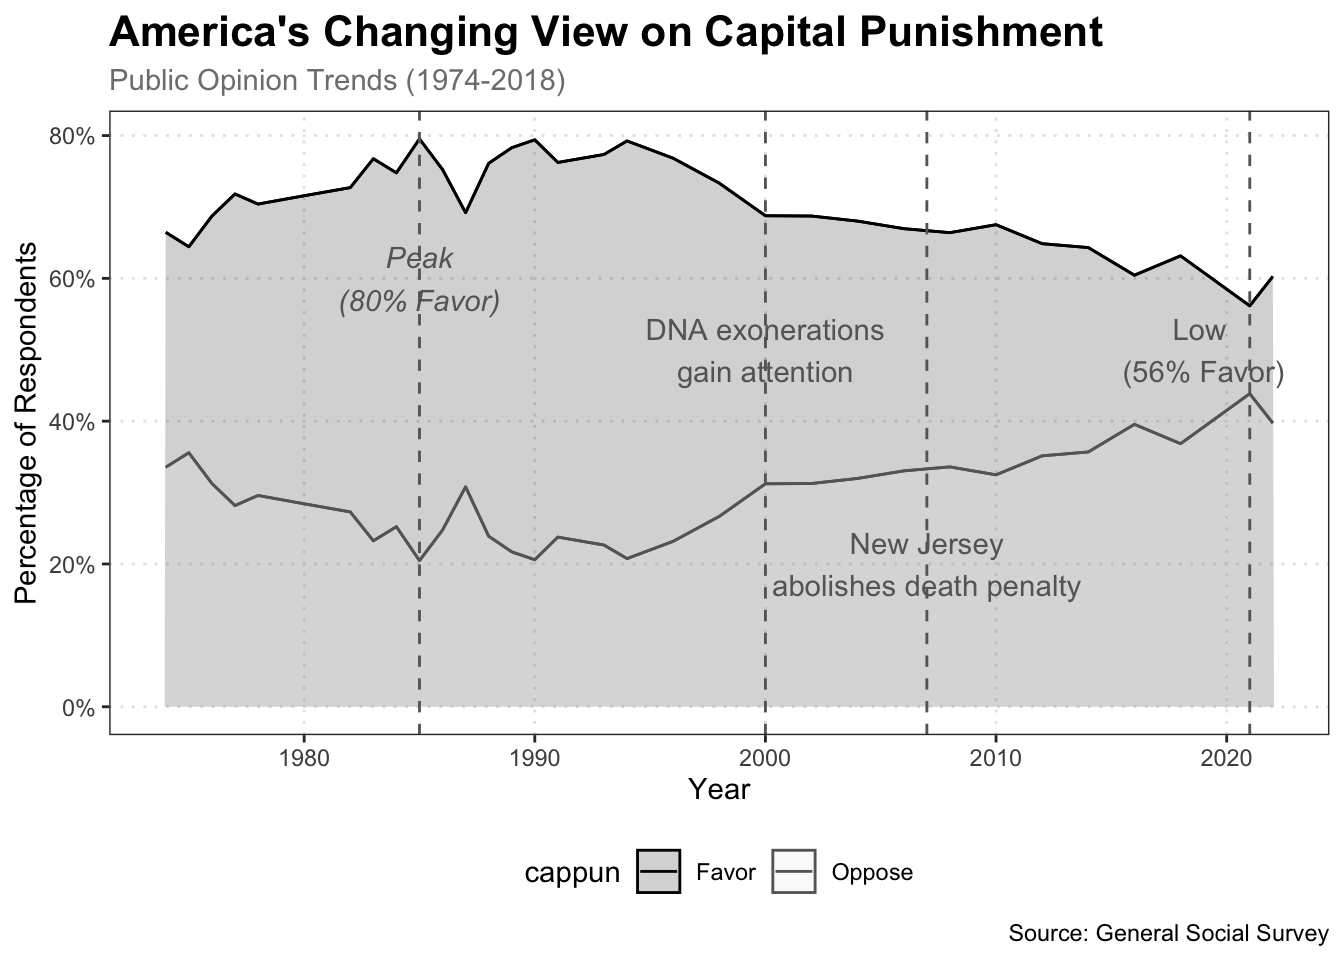 America's Changing View on Capital Punishment
Public Opinion Trends (1974-2018)
Percentage of Respondents
80%
60%
40%
20%
0%
Peak
(80% Favor)
DNA exonerations
gain attention
Low
(56% Favor)
New Jersey
abolishes death penalty
1980 1990 2000 2010 2020
Year
cappun Favor Oppose
Source: General Social Survey